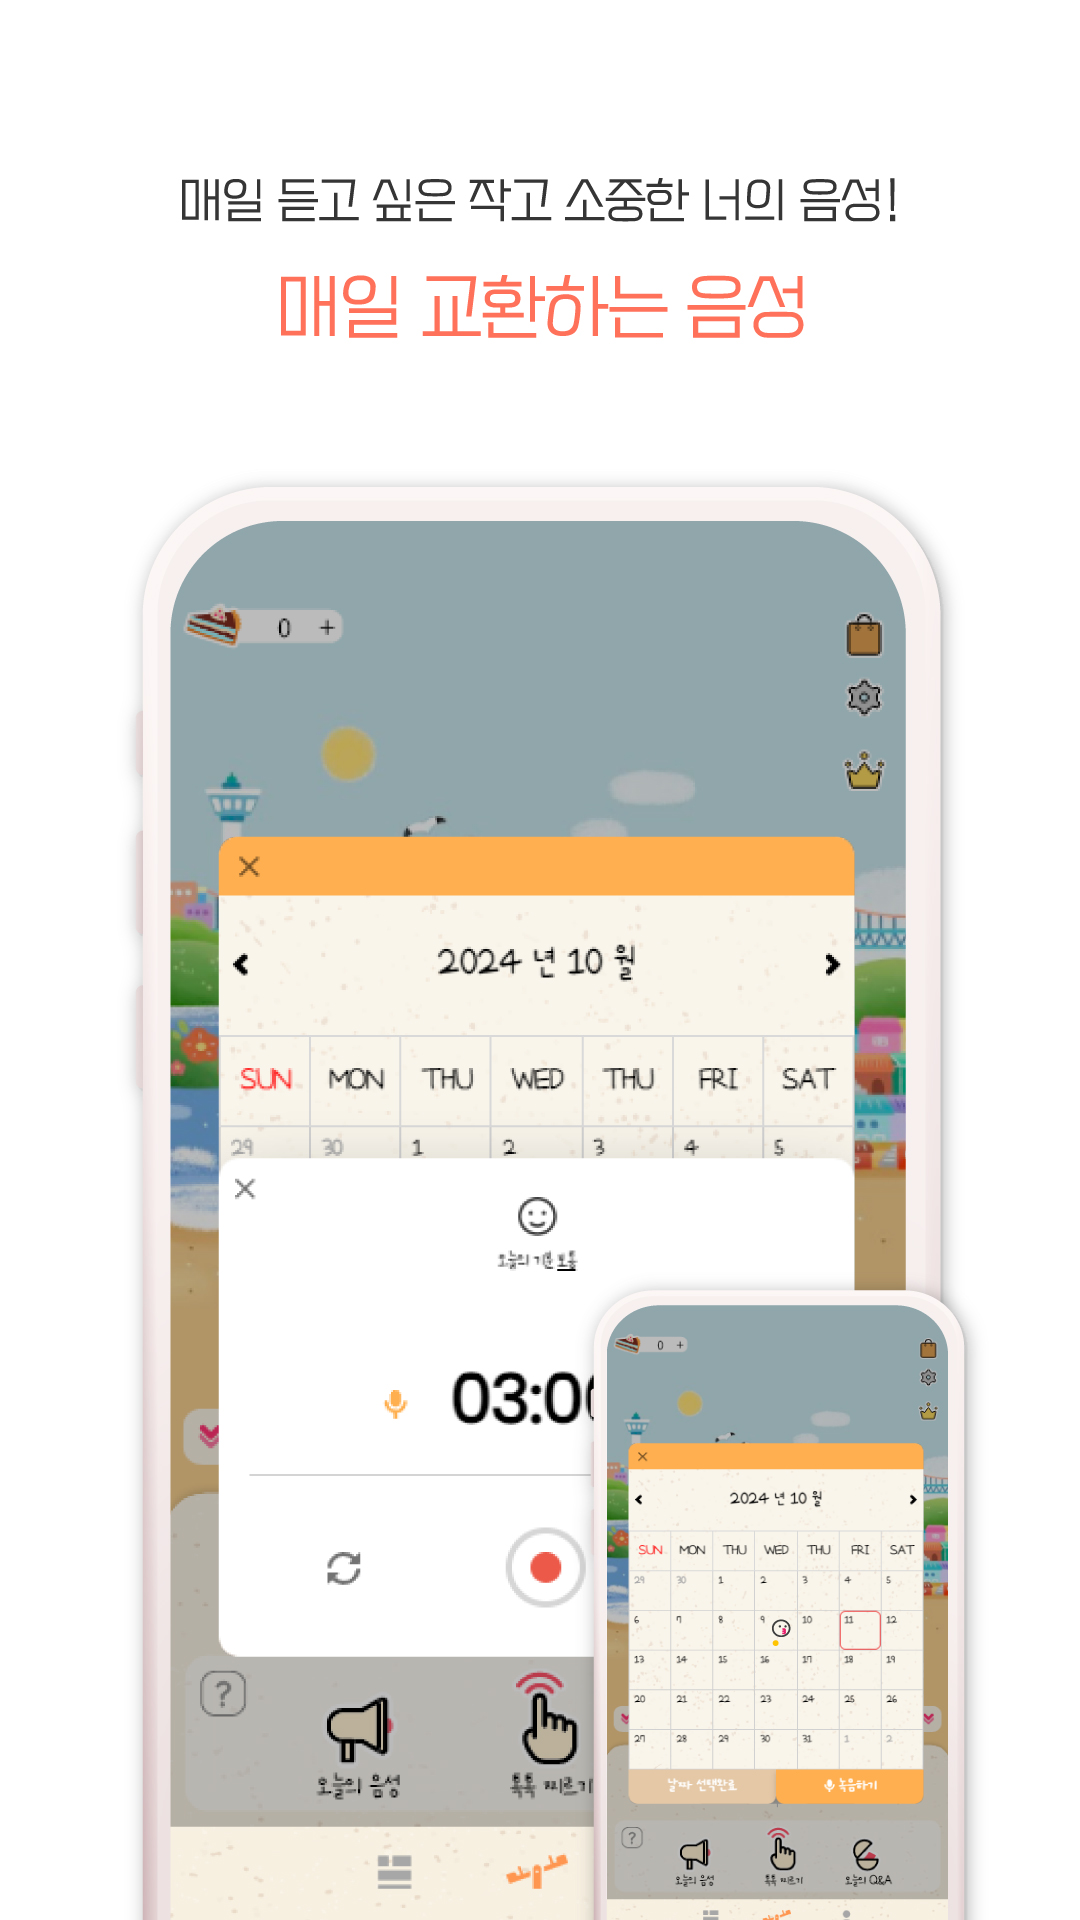 매일 듣고 싶은 작고 소중한 너의 음성!
매일 교환하는 음성
0 +
2024 년 10 월
SUN MON THU WED THU FRI SAT
29 30 1 2 3 4 5
오늘의 기분 보통
03:0
?
오늘의 음성 톡톡 찌르기
0 +
2024 년 10 월
SUN MON THU WED THU FRI SAT
29 30 1 2 3 4 5
6 7 8 9 10 11 12
13 14 15 16 17 18 19
20 21 22 23 24 25 26
27 28 29 30 31 1 2
날짜 선택완료 녹음하기
?
오늘의 음성 톡톡 찌르기 오늘의 Q&A